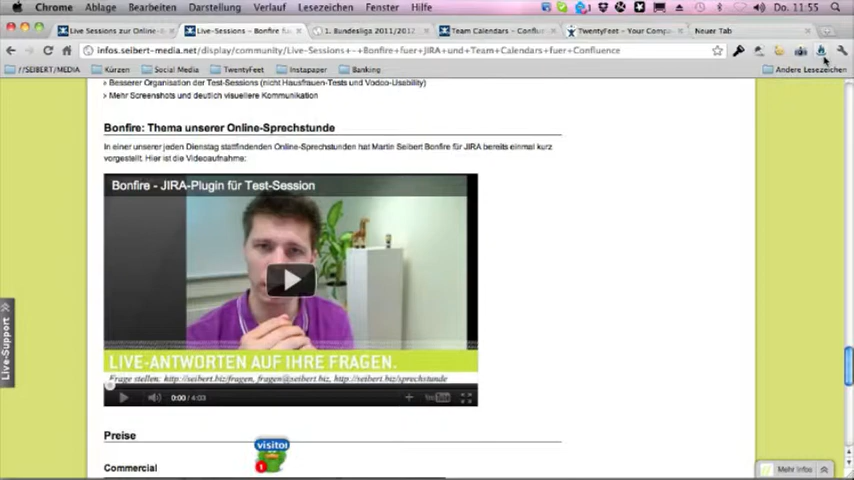 Chrome Ablage Bearbeiten Darstellung Verlauf Lesezeichen Fenster Hilfe Do. 11:55
Live Sessions zur Online- Live-Sessions – Bonfire fu 1. Bundesliga 2011/2012 Team Calendars – Conflue TwentyFeet – Your Compa Neuer Tab
infos.seibert-media.net/display/community/Live-Sessions+-+Bonfire+fuer+JIRA+und+Team+Calendars+fuer+Confluence
//SEIBERT/MEDIA Kürzen Social Media TwentyFeet Instapaper Banking Andere Lesezeichen
› Besserer Organisation der Test-Sessions (nicht Hausfrauen-Tests und Vodoo-Usability)
› Mehr Screenshots und deutlich visuellere Kommunikation
Bonfire: Thema unserer Online-Sprechstunde
In einer unserer jeden Dienstag stattfindenden Online-Sprechstunden hat Martin Seibert Bonfire für JIRA bereits einmal kurz
vorgestellt. Hier ist die Videoaufnahme:
Bonfire - JIRA-Plugin für Test-Session
LIVE-ANTWORTEN AUF IHRE FRAGEN.
Frage stellen: http://seibert.biz/fragen, fragen@seibert.biz, http://seibert.biz/sprechstunde
0:00 / 4:03 YouTube
Live-Support
Preise
visitor
1
Commercial
Mehr Infos